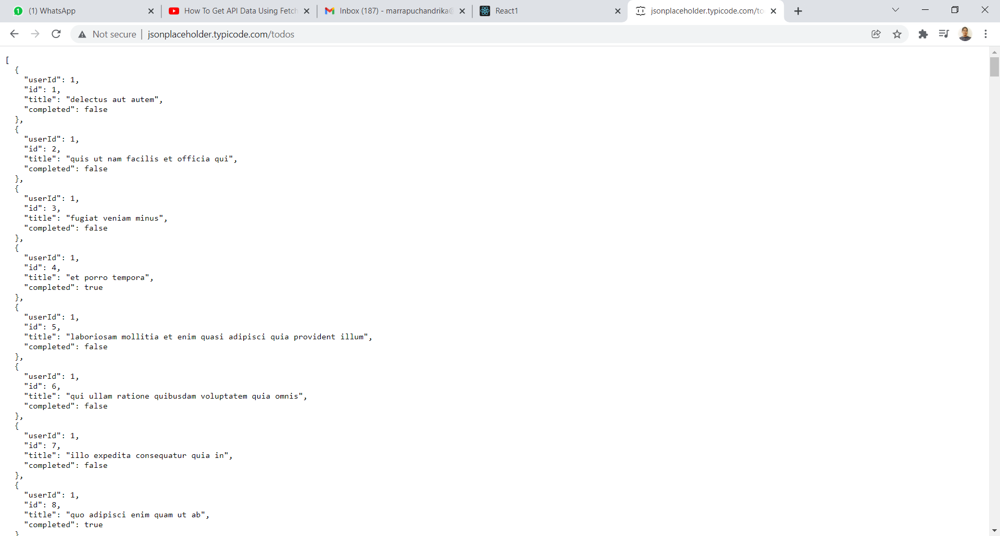 (1) WhatsApp
How To Get API Data Using Fetch
Inbox (187) - marrapuchandrika@
React1
jsonplaceholder.typicode.com/to
Not secure | jsonplaceholder.typicode.com/todos
[
  {
    "userId": 1,
    "id": 1,
    "title": "delectus aut autem",
    "completed": false
  },
  {
    "userId": 1,
    "id": 2,
    "title": "quis ut nam facilis et officia qui",
    "completed": false
  },
  {
    "userId": 1,
    "id": 3,
    "title": "fugiat veniam minus",
    "completed": false
  },
  {
    "userId": 1,
    "id": 4,
    "title": "et porro tempora",
    "completed": true
  },
  {
    "userId": 1,
    "id": 5,
    "title": "laboriosam mollitia et enim quasi adipisci quia provident illum",
    "completed": false
  },
  {
    "userId": 1,
    "id": 6,
    "title": "qui ullam ratione quibusdam voluptatem quia omnis",
    "completed": false
  },
  {
    "userId": 1,
    "id": 7,
    "title": "illo expedita consequatur quia in",
    "completed": false
  },
  {
    "userId": 1,
    "id": 8,
    "title": "quo adipisci enim quam ut ab",
    "completed": true
  }